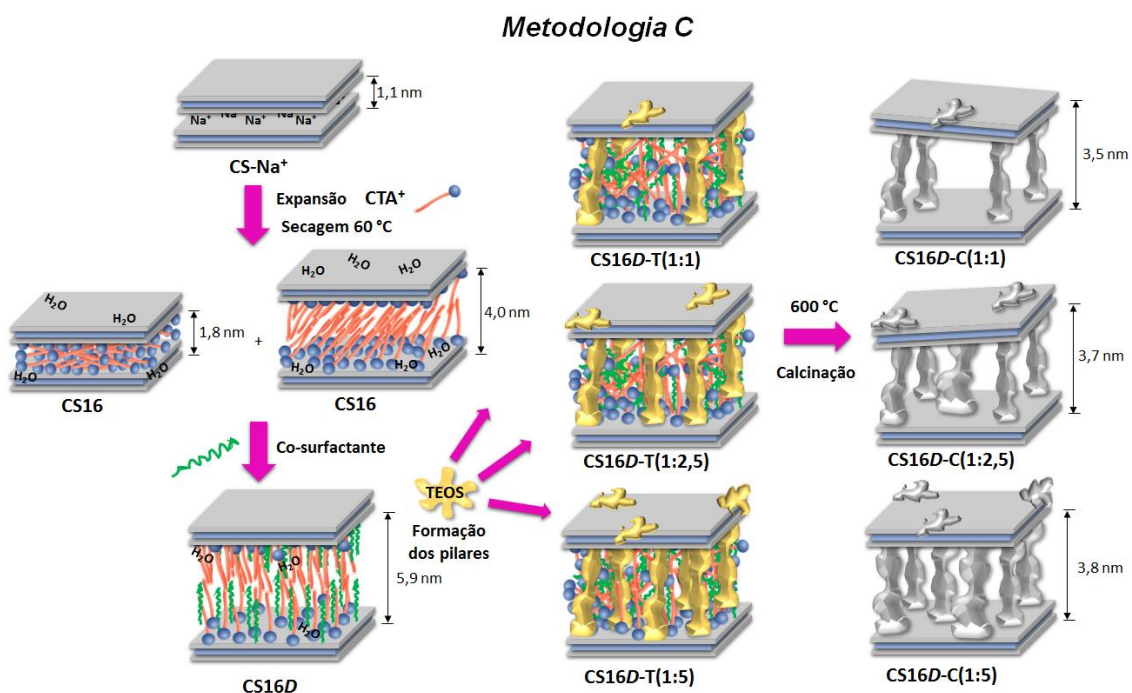 Metodologia C
1,1 nm
Na⁺ Na⁺ Na⁺
CS-Na⁺
Expansão CTA⁺
Secagem 60 °C
H₂O
H₂O
1,8 nm
H₂O
H₂O
CS16
+
H₂O
H₂O
H₂O
4,0 nm
H₂O
H₂O
H₂O
CS16
Co-surfactante
H₂O
H₂O
5,9 nm
H₂O
CS16D
TEOS
Formação
dos pilares
CS16D-T(1:1)
CS16D-T(1:2,5)
CS16D-T(1:5)
600 °C
Calcinação
3,5 nm
CS16D-C(1:1)
3,7 nm
CS16D-C(1:2,5)
3,8 nm
CS16D-C(1:5)